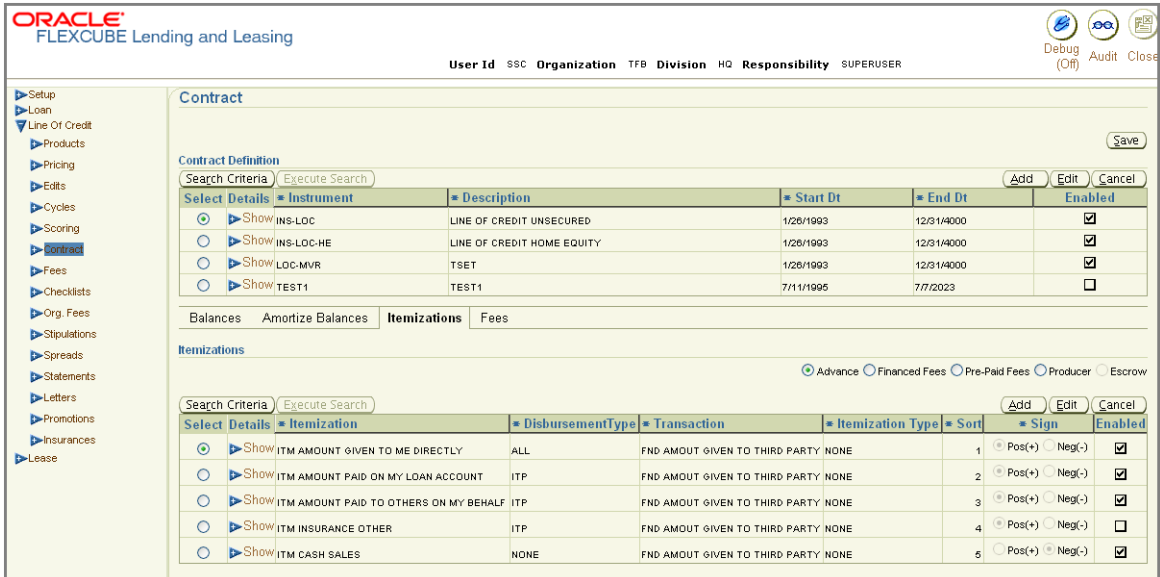 ORACLE
FLEXCUBE Lending and Leasing
Debug (Off) Audit Close
User Id SSC Organization TFB Division HQ Responsibility SUPERUSER
Setup
Loan
Line Of Credit
Products
Pricing
Edits
Cycles
Scoring
Contract
Fees
Checklists
Org. Fees
Stipulations
Spreads
Statements
Letters
Promotions
Insurances
Lease
Contract
Save
Contract Definition
Search Criteria Execute Search Add Edit Cancel
Select Details * Instrument * Description * Start Dt * End Dt Enabled
Show INS-LOC LINE OF CREDIT UNSECURED 1/26/1993 12/31/4000
Show INS-LOC-HE LINE OF CREDIT HOME EQUITY 1/26/1993 12/31/4000
Show LOC-MVR TSET 1/26/1993 12/31/4000
Show TEST1 TEST1 7/11/1995 7/7/2023
Balances Amortize Balances Itemizations Fees
Itemizations
Advance Financed Fees Pre-Paid Fees Producer Escrow
Search Criteria Execute Search Add Edit Cancel
Select Details * Itemization * DisbursementType * Transaction * Itemization Type * Sort * Sign Enabled
Show ITM AMOUNT GIVEN TO ME DIRECTLY ALL FND AMOUT GIVEN TO THIRD PARTY NONE 1 Pos(+) Neg(-)
Show ITM AMOUNT PAID ON MY LOAN ACCOUNT ITP FND AMOUT GIVEN TO THIRD PARTY NONE 2 Pos(+) Neg(-)
Show ITM AMOUNT PAID TO OTHERS ON MY BEHALF ITP FND AMOUT GIVEN TO THIRD PARTY NONE 3 Pos(+) Neg(-)
Show ITM INSURANCE OTHER ITP FND AMOUT GIVEN TO THIRD PARTY NONE 4 Pos(+) Neg(-)
Show ITM CASH SALES NONE FND AMOUT GIVEN TO THIRD PARTY NONE 5 Pos(+) Neg(-)